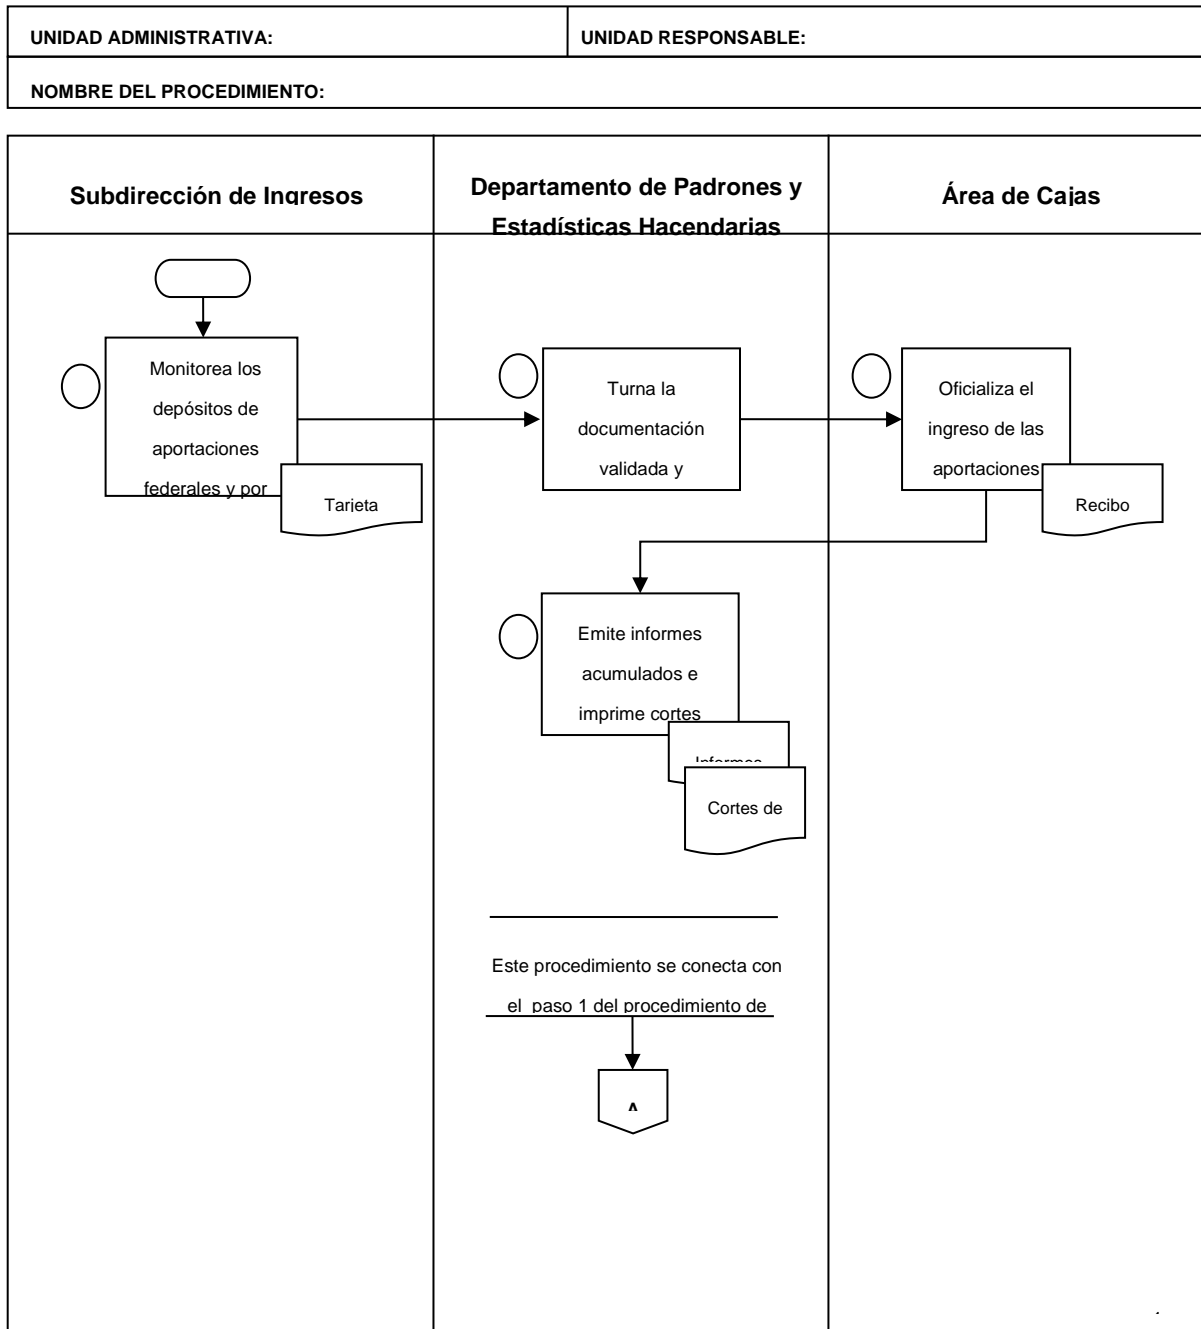 UNIDAD ADMINISTRATIVA:
UNIDAD RESPONSABLE:
NOMBRE DEL PROCEDIMIENTO:
Subdirección de Ingresos
Departamento de Padrones y
Estadísticas Hacendarias
Área de Cajas
Monitorea los
depósitos de
aportaciones
federales y por
Tarjeta
Turna la
documentación
validada y
Oficializa el
ingreso de las
aportaciones
Recibo
Emite informes
acumulados e
imprime cortes
Informes
Cortes de
Este procedimiento se conecta con
el paso 1 del procedimiento de
A